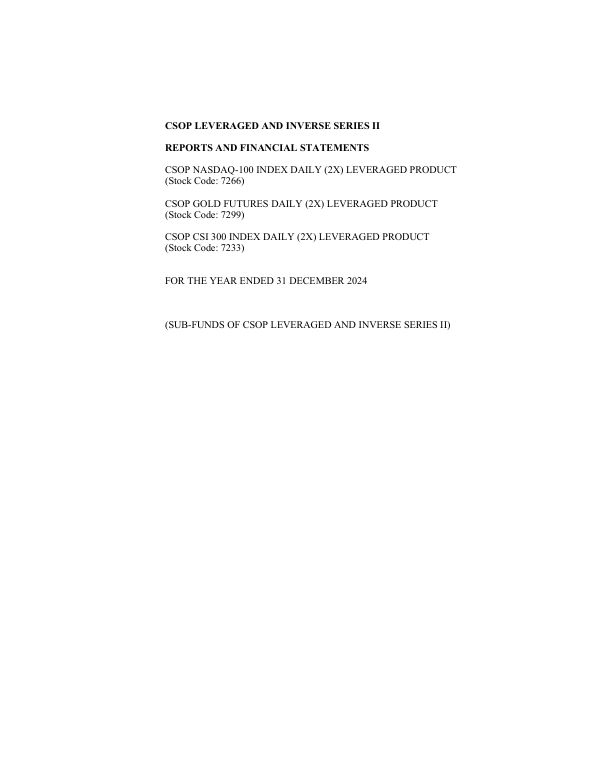 CSOP LEVERAGED AND INVERSE SERIES II
REPORTS AND FINANCIAL STATEMENTS
CSOP NASDAQ-100 INDEX DAILY (2X) LEVERAGED PRODUCT
(Stock Code: 7266)
CSOP GOLD FUTURES DAILY (2X) LEVERAGED PRODUCT
(Stock Code: 7299)
CSOP CSI 300 INDEX DAILY (2X) LEVERAGED PRODUCT
(Stock Code: 7233)
FOR THE YEAR ENDED 31 DECEMBER 2024
(SUB-FUNDS OF CSOP LEVERAGED AND INVERSE SERIES II)